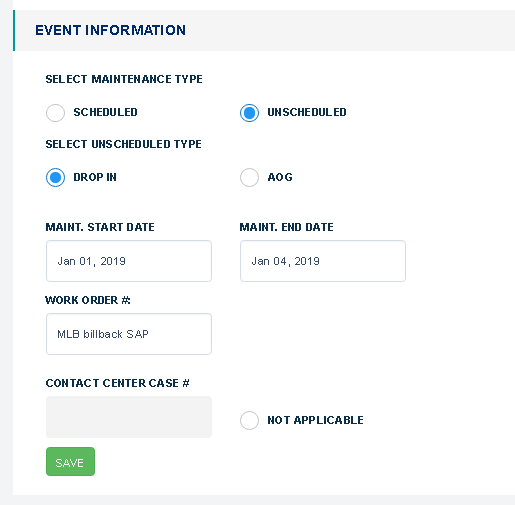 EVENT INFORMATION
SELECT MAINTENANCE TYPE
SCHEDULED UNSCHEDULED
SELECT UNSCHEDULED TYPE
DROP IN AOG
MAINT. START DATE MAINT. END DATE
Jan 01, 2019 Jan 04, 2019
WORK ORDER #:
MLB billback SAP
CONTACT CENTER CASE #
NOT APPLICABLE
SAVE